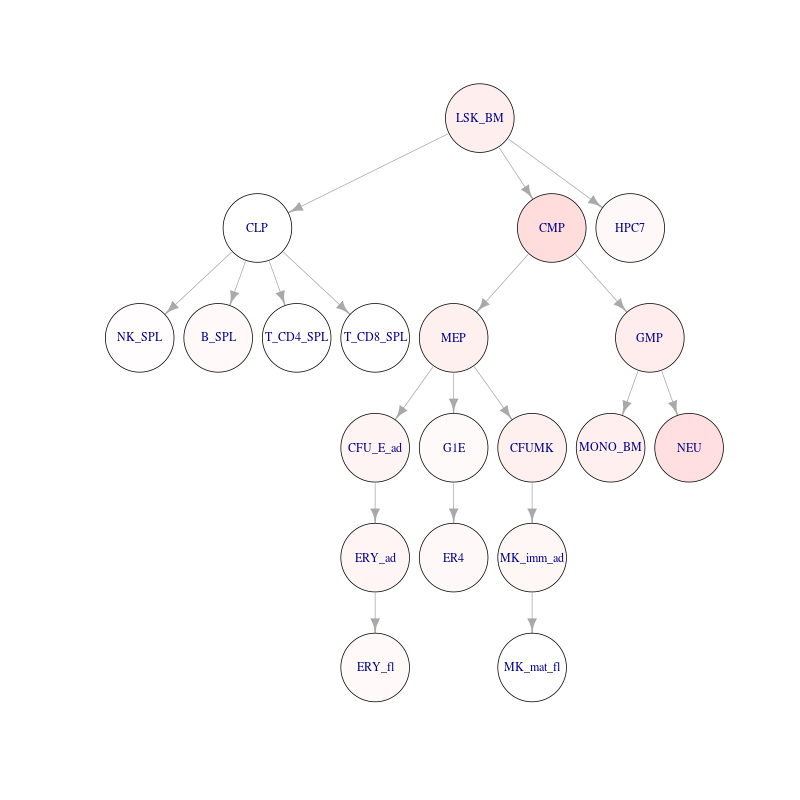 LSK_BM
CLP
CMP
HPC7
NK_SPL
B_SPL
T_CD4_SPL
T_CD8_SPL
MEP
GMP
CFU_E_ad
G1E
CFUMK
MONO_BM
NEU
ERY_ad
ER4
MK_imm_ad
ERY_fl
MK_mat_fl